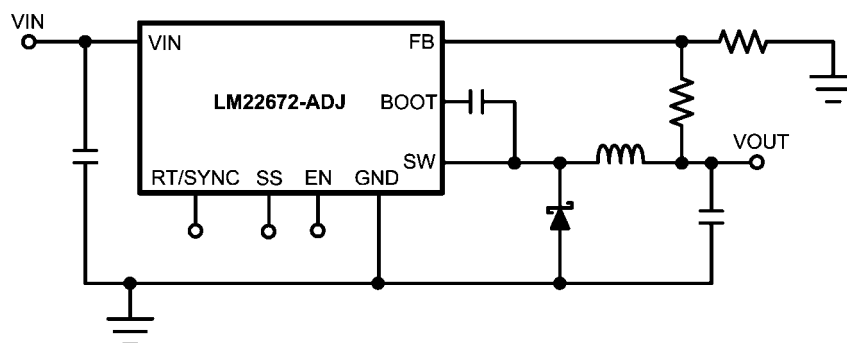 VIN
VIN
FB
LM22672-ADJ
BOOT
SW
VOUT
RT/SYNC
SS
EN
GND